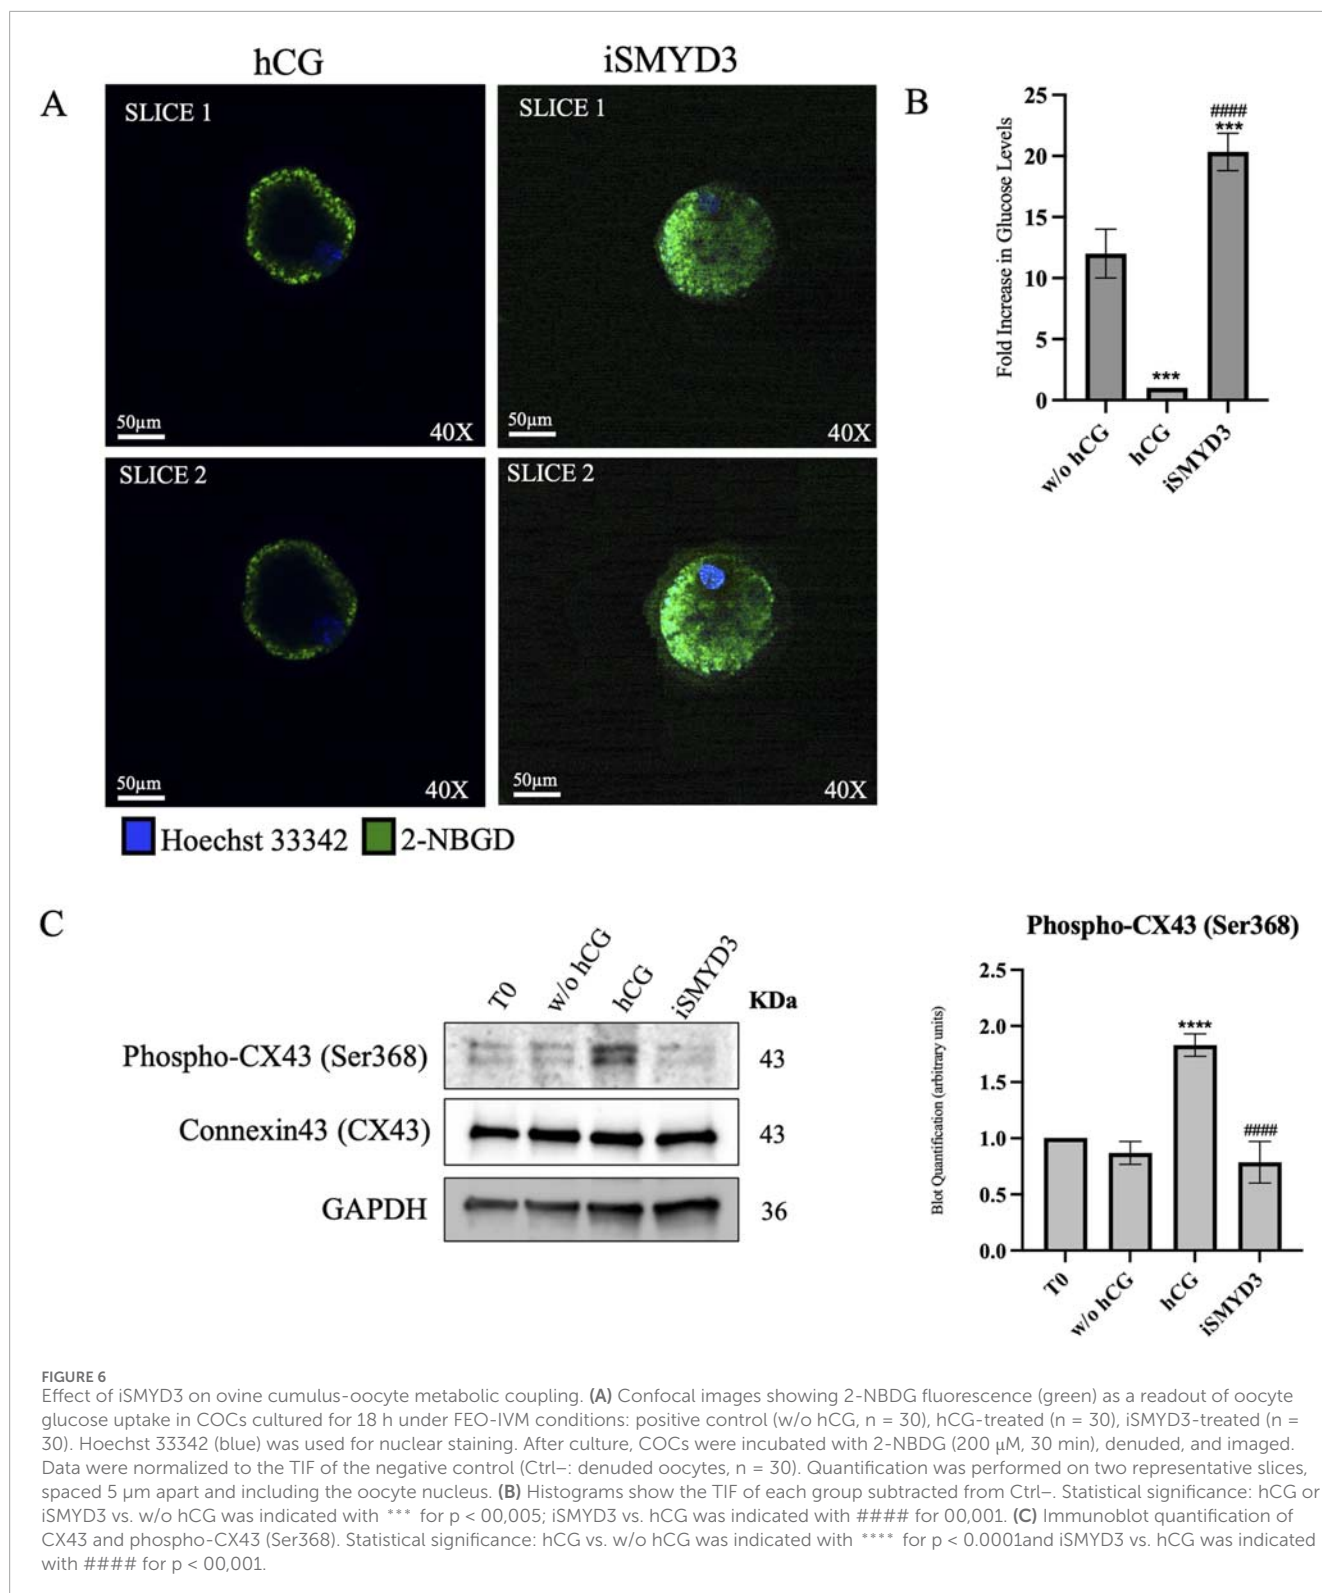 hCG
iSMYD3
A
SLICE 1
50µm
40X
SLICE 1
50µm
40X
SLICE 2
50µm
40X
SLICE 2
50µm
40X
Hoechst 33342
2-NBGD
B
Fold Increase in Glucose Levels
25
20
15
10
5
0
***
####
***
w/o hCG
hCG
iSMYD3
C
T0
w/o hCG
hCG
iSMYD3
KDa
Phospho-CX43 (Ser368)
43
Connexin43 (CX43)
43
GAPDH
36
Phospho-CX43 (Ser368)
Blot Quantification (arbitrary units)
2.5
2.0
1.5
1.0
0.5
0.0
****
####
T0
w/o hCG
hCG
iSMYD3
FIGURE 6
Effect of iSMYD3 on ovine cumulus-oocyte metabolic coupling. (A) Confocal images showing 2-NBDG fluorescence (green) as a readout of oocyte
glucose uptake in COCs cultured for 18 h under FEO-IVM conditions: positive control (w/o hCG, n = 30), hCG-treated (n = 30), iSMYD3-treated (n =
30). Hoechst 33342 (blue) was used for nuclear staining. After culture, COCs were incubated with 2-NBDG (200 µM, 30 min), denuded, and imaged.
Data were normalized to the TIF of the negative control (Ctrl–: denuded oocytes, n = 30). Quantification was performed on two representative slices,
spaced 5 µm apart and including the oocyte nucleus. (B) Histograms show the TIF of each group subtracted from Ctrl–. Statistical significance: hCG or
iSMYD3 vs. w/o hCG was indicated with *** for p < 00,005; iSMYD3 vs. hCG was indicated with #### for 00,001. (C) Immunoblot quantification of
CX43 and phospho-CX43 (Ser368). Statistical significance: hCG vs. w/o hCG was indicated with **** for p < 0.0001and iSMYD3 vs. hCG was indicated
with #### for p < 00,001.